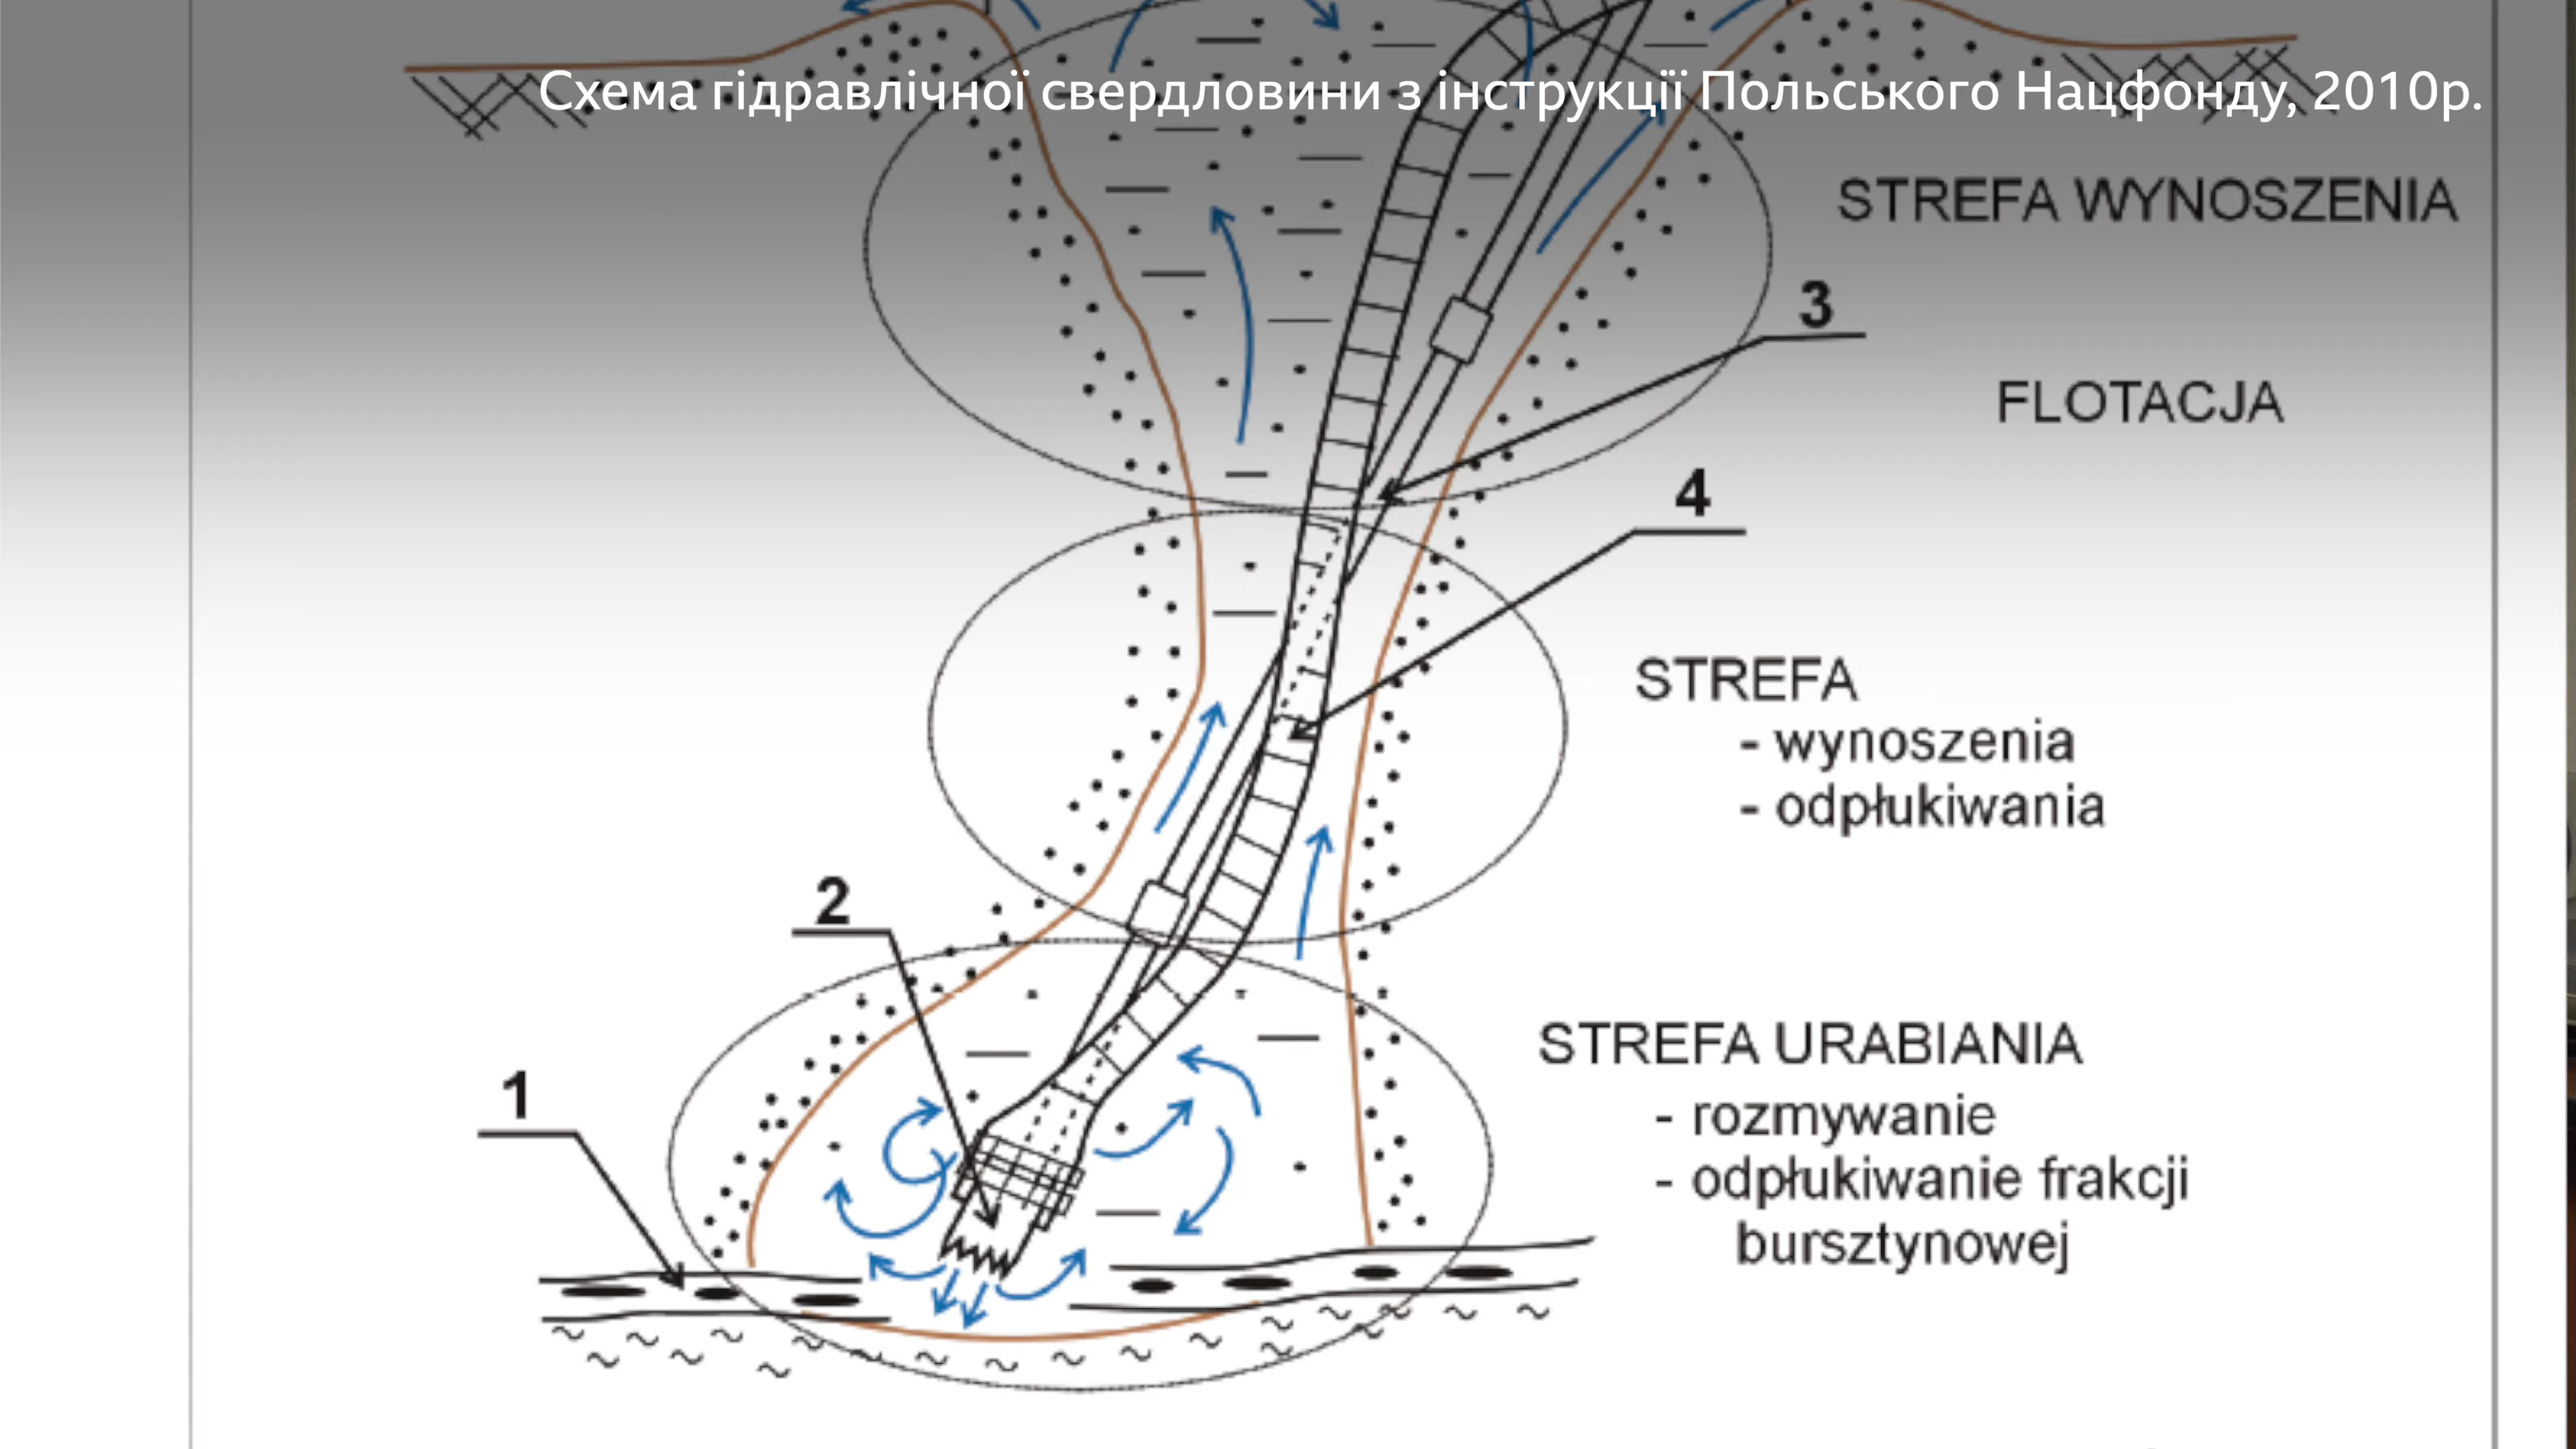 Схема гідравлічної свердловини з інструкції Польського Нацфонду, 2010р.
STREFA WYNOSZENIA
3
FLOTACJA
4
STREFA
- wynoszenia
- odpłukiwania
2
STREFA URABIANIA
1
- rozmywanie
- odpłukiwanie frakcji
bursztynowej